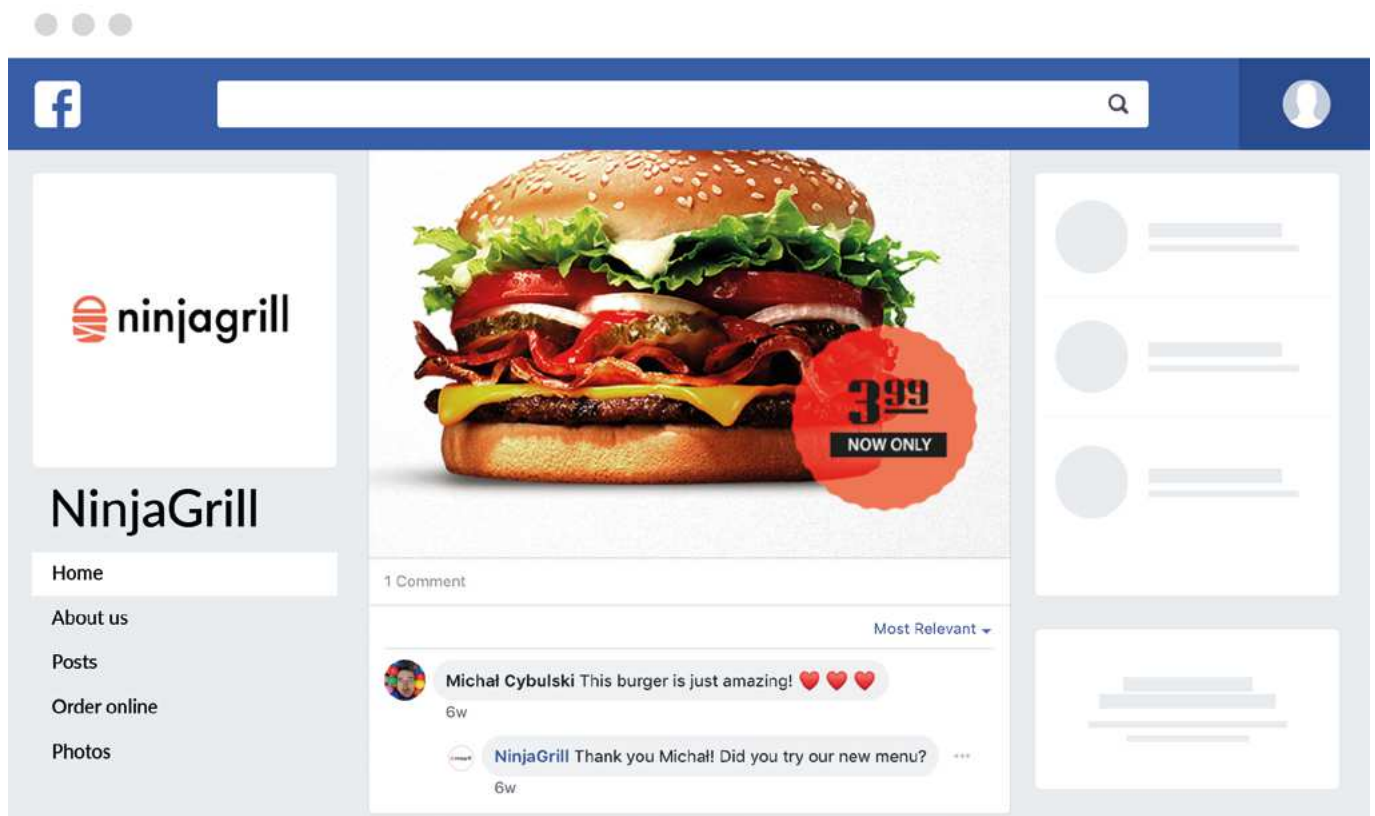 f
ninjagrill
NinjaGrill
Home
About us
Posts
Order online
Photos
3.99
NOW ONLY
1 Comment
Most Relevant
Michał Cybulski This burger is just amazing! ❤️ ❤️ ❤️
6w
NinjaGrill Thank you Michał! Did you try our new menu?
6w